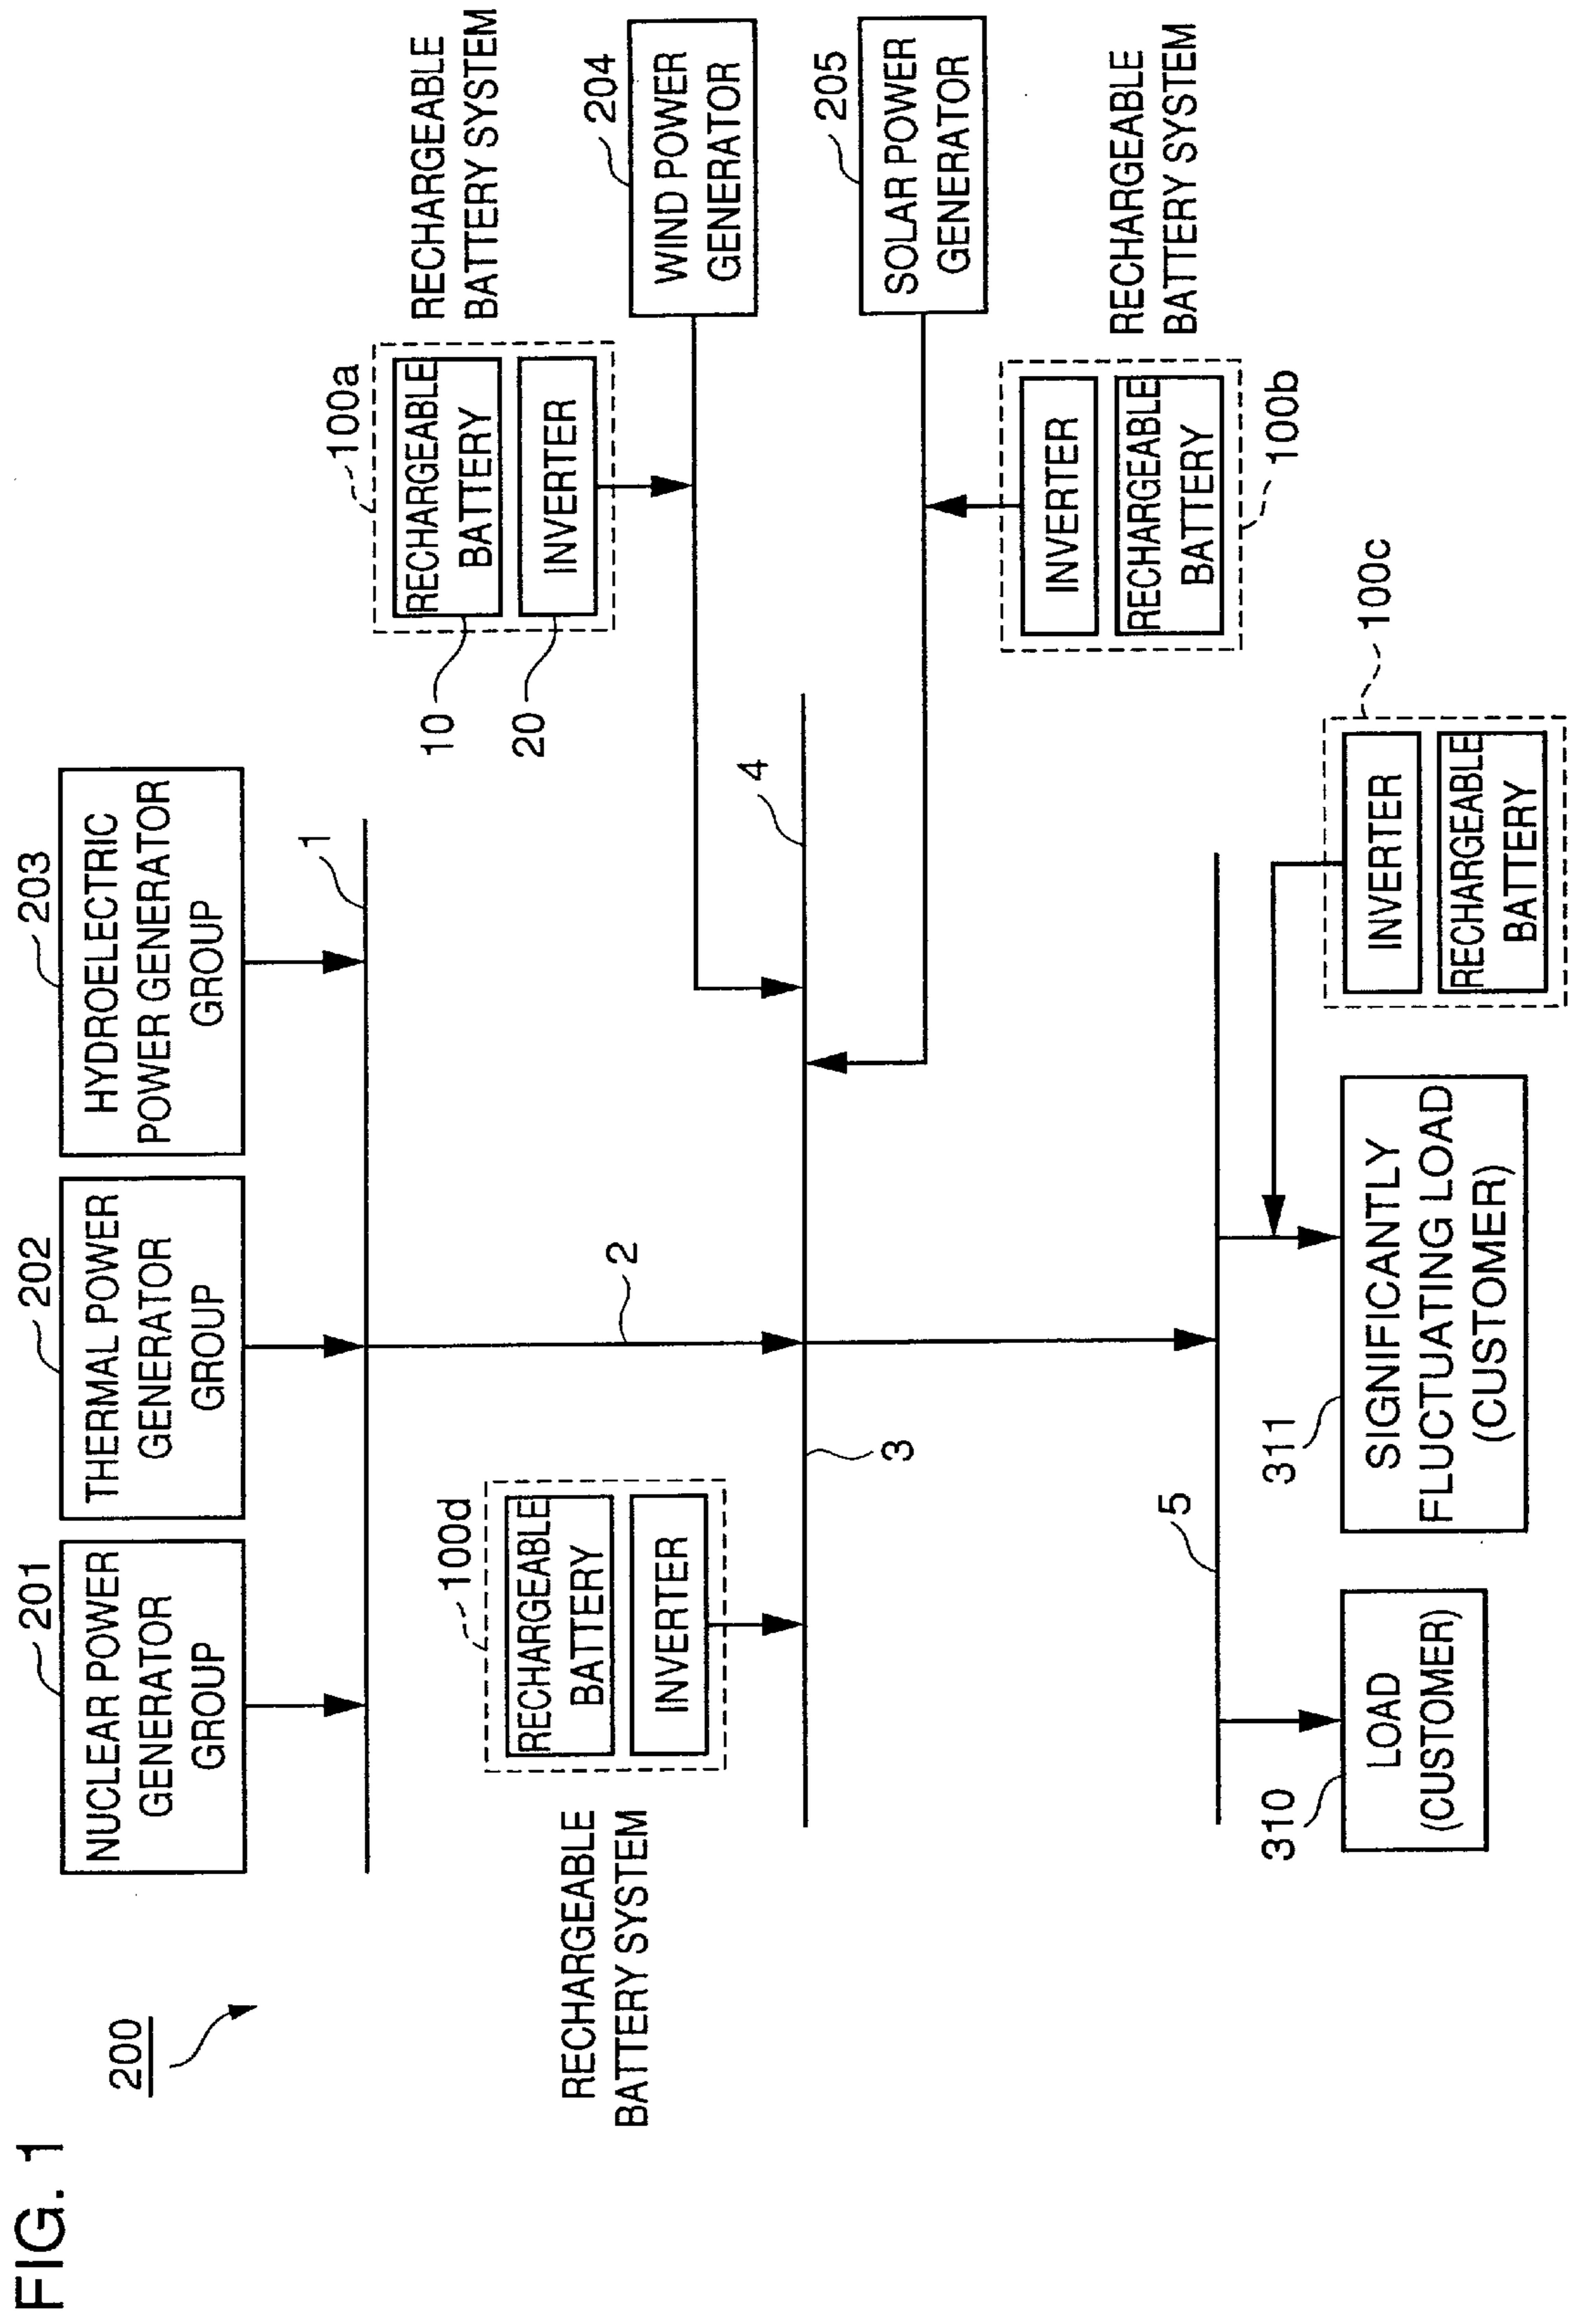 FIG. 1
200
201
NUCLEAR POWER
GENERATOR
GROUP
202
THERMAL POWER
GENERATOR
GROUP
203
HYDROELECTRIC
POWER GENERATOR
GROUP
1
100a
RECHARGEABLE
BATTERY
INVERTER
10
20
RECHARGEABLE
BATTERY SYSTEM
204
WIND POWER
GENERATOR
RECHARGEABLE
BATTERY SYSTEM
100d
RECHARGEABLE
BATTERY
INVERTER
2
3
4
205
SOLAR POWER
GENERATOR
RECHARGEABLE
BATTERY SYSTEM
INVERTER
RECHARGEABLE
BATTERY
100b
5
310
LOAD
(CUSTOMER)
311
SIGNIFICANTLY
FLUCTUATING LOAD
(CUSTOMER)
100c
INVERTER
RECHARGEABLE
BATTERY